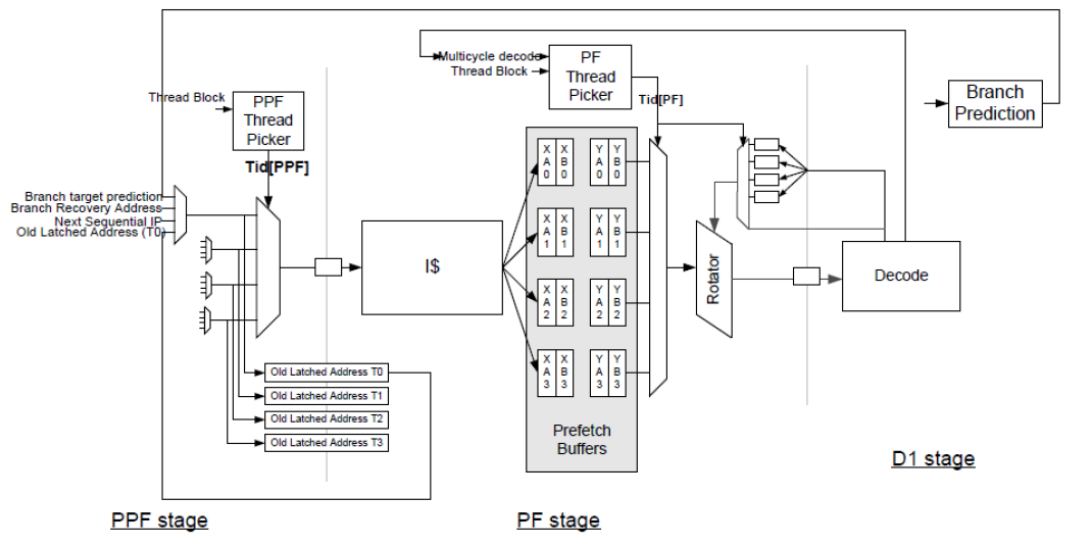 Multicycle decode
Thread Block
PF
Thread
Picker
Tid[PF]
Branch
Prediction
Thread Block
PPF
Thread
Picker
Tid[PPF]
Branch target prediction
Branch Recovery Address
Next Sequential IP
Old Latched Address (T0)
I$
X X Y Y
A B A B
0 0 0 0
X X Y Y
A B A B
1 1 1 1
X X Y Y
A B A B
2 2 2 2
X X Y Y
A B A B
3 3 3 3
Prefetch
Buffers
Rotator
Decode
Old Latched Address T0
Old Latched Address T1
Old Latched Address T2
Old Latched Address T3
D1 stage
PPF stage
PF stage